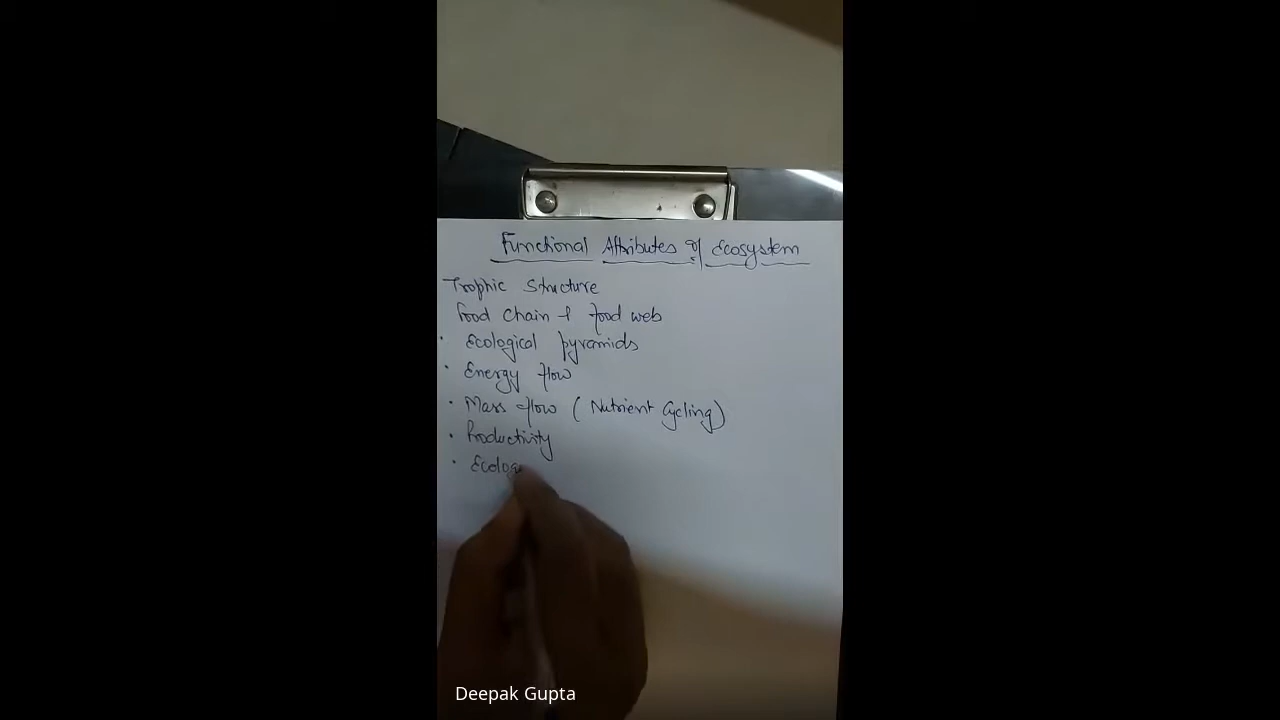 Functional Attributes of Ecosystem
Trophic Structure
food chain & food web
· Ecological pyramids
· Energy flow
· Mass flow (Nutrient Cycling)
· Productivity
· Ecolog
Deepak Gupta